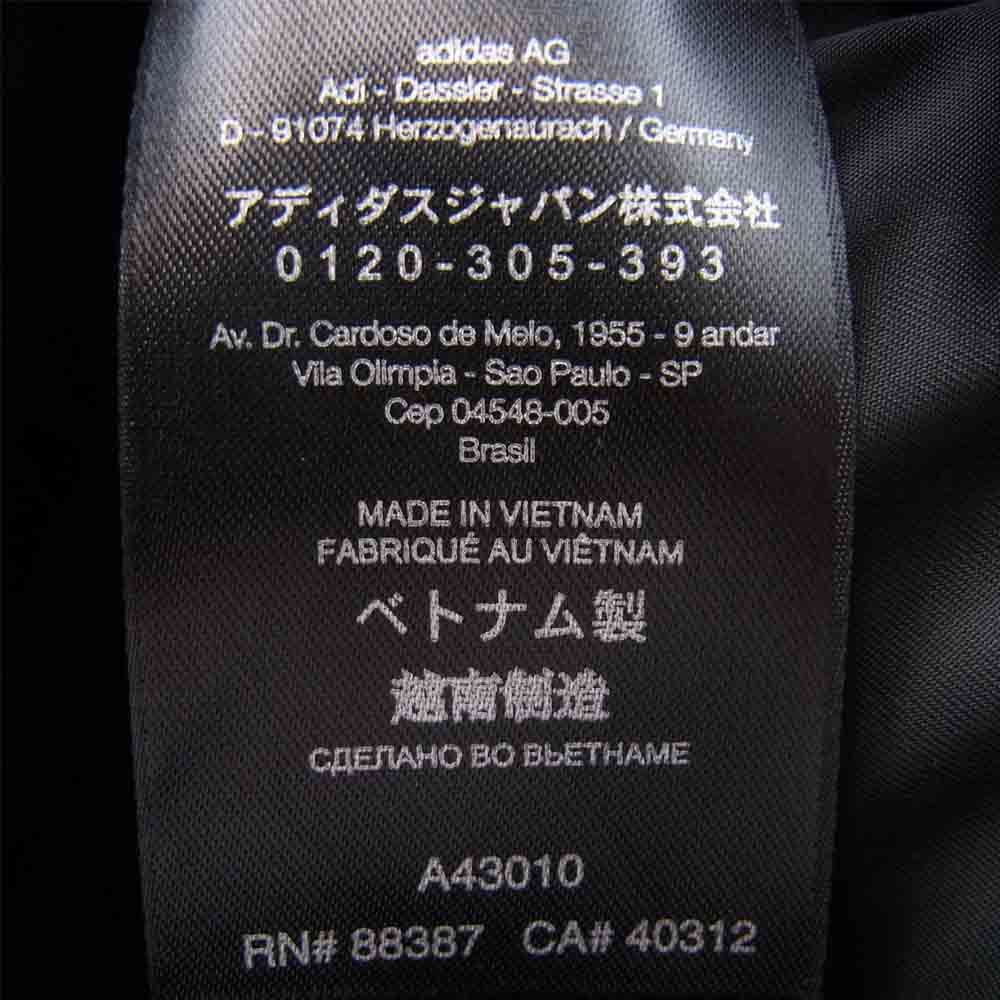 adidas AG
Adi - Dassler - Strasse 1
D - 91074 Herzogenaurach / Germany
アディダスジャパン株式会社
0120-305-393
Av. Dr. Cardoso de Melo, 1955 - 9 andar
Vila Olimpia - Sao Paulo - SP
Cep 04548-005
Brasil
MADE IN VIETNAM
FABRIQUÉ AU VIÊTNAM
ベトナム製
越南制造
СДЕЛАНО ВО ВЬЕТНАМЕ
A43010
RN# 88387 CA# 40312